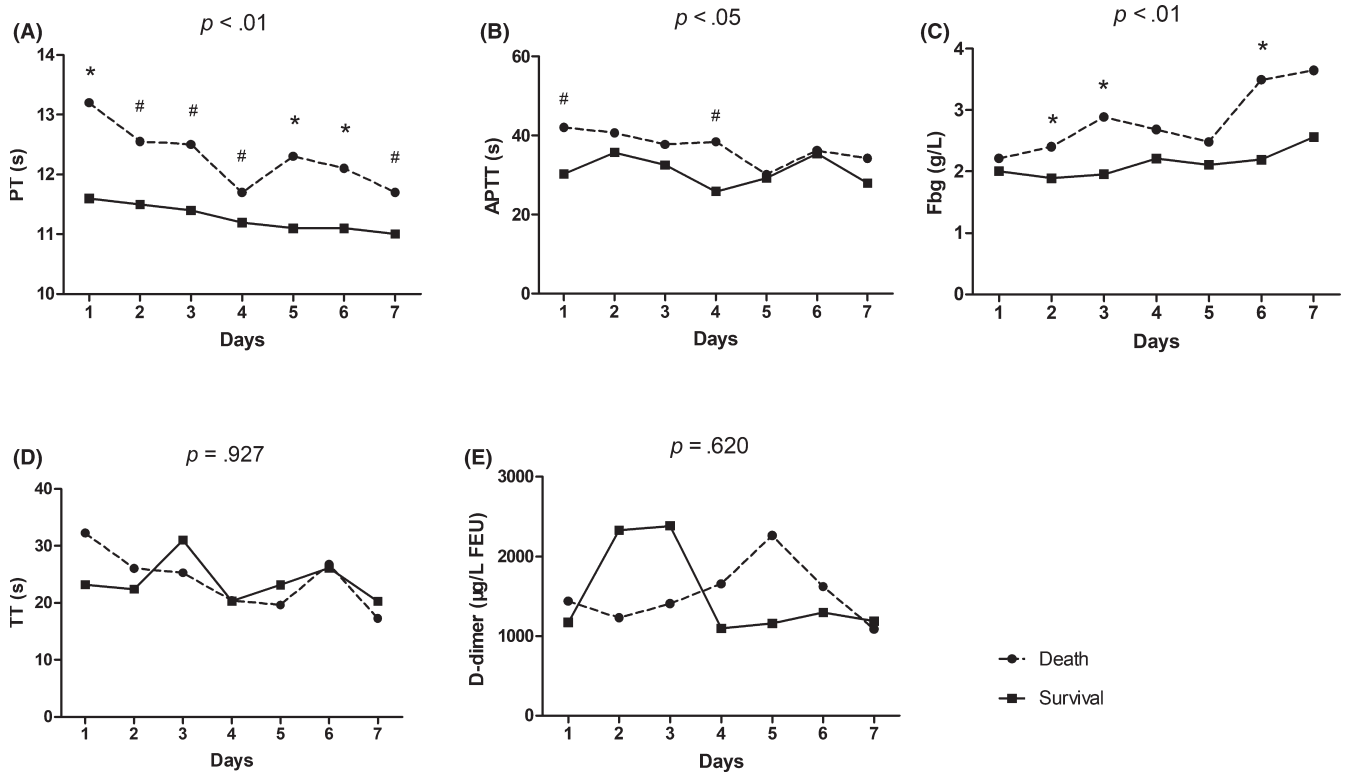 (A)
p < .01
*
#
#
#
*
*
#
14
13
12
11
10
PT (s)
1 2 3 4 5 6 7
Days
(B)
p < .05
#
#
60
40
20
0
APTT (s)
1 2 3 4 5 6 7
Days
(C)
p < .01
*
*
*
4
3
2
1
0
Fbg (g/L)
1 2 3 4 5 6 7
Days
(D)
p = .927
40
30
20
10
0
TT (s)
1 2 3 4 5 6 7
Days
(E)
p = .620
3000
2000
1000
0
D-dimer (µg/L FEU)
1 2 3 4 5 6 7
Days
Death
Survival